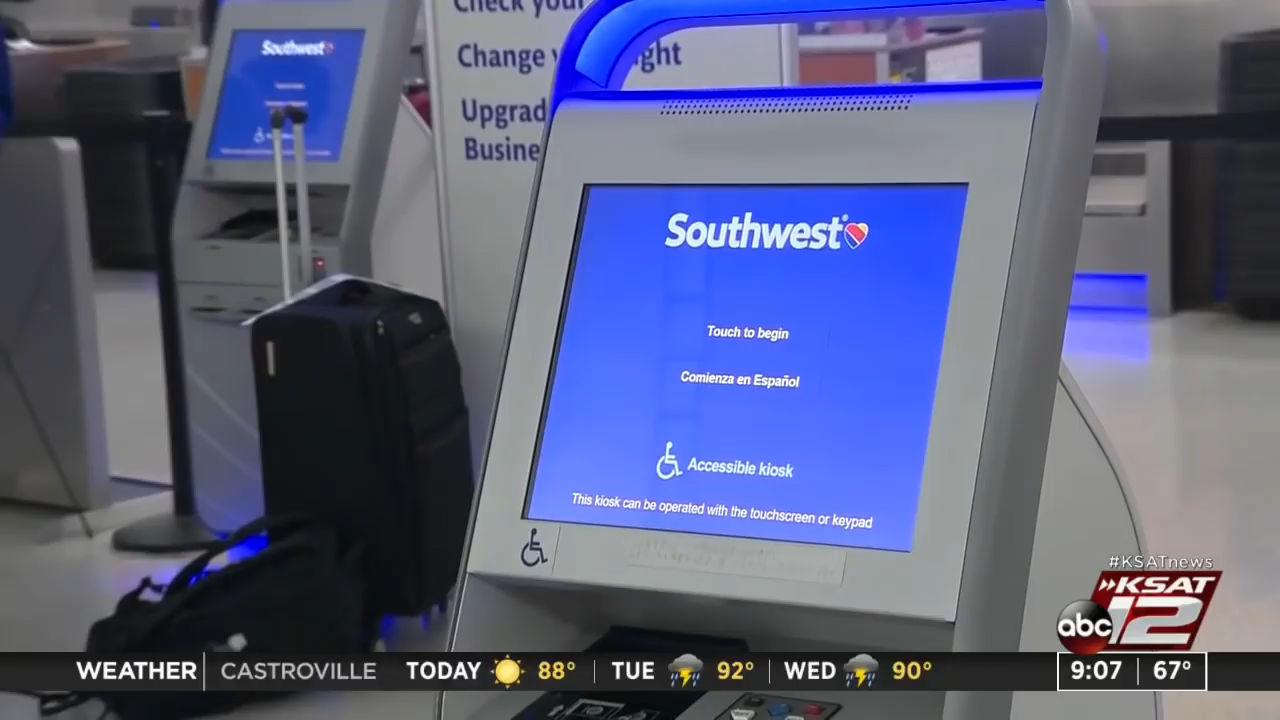 Check your
Change
ght
Upgrad
Busine
Southwest
Southwest
Touch to begin
Comienza en Español
Accessible kiosk
This kiosk can be operated with the touchscreen or keypad
#KSATnews
KSAT
12
abc
WEATHER CASTROVILLE TODAY 88° TUE 92° WED 90° 9:07 67°